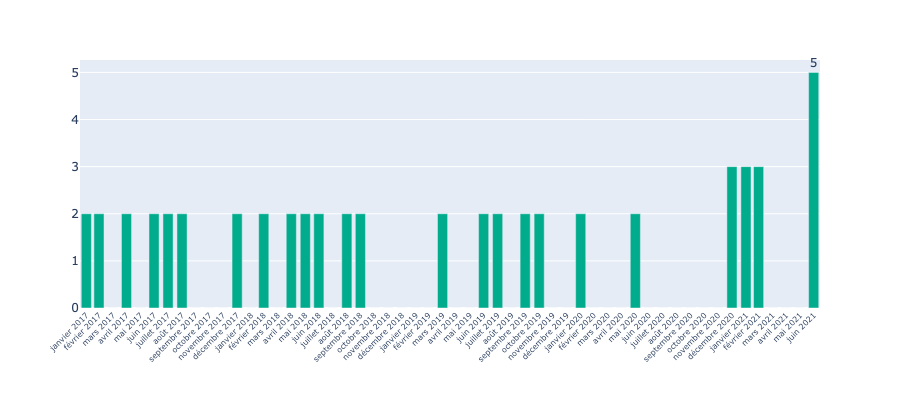 5
5
4
3
2
1
0
janvier 2017
février 2017
mars 2017
avril 2017
mai 2017
juin 2017
juillet 2017
août 2017
septembre 2017
octobre 2017
novembre 2017
décembre 2017
janvier 2018
février 2018
mars 2018
avril 2018
mai 2018
juin 2018
juillet 2018
août 2018
septembre 2018
octobre 2018
novembre 2018
décembre 2018
janvier 2019
février 2019
mars 2019
avril 2019
mai 2019
juin 2019
juillet 2019
août 2019
septembre 2019
octobre 2019
novembre 2019
décembre 2019
janvier 2020
février 2020
mars 2020
avril 2020
mai 2020
juin 2020
juillet 2020
août 2020
septembre 2020
octobre 2020
novembre 2020
décembre 2020
janvier 2021
février 2021
mars 2021
avril 2021
mai 2021
juin 2021